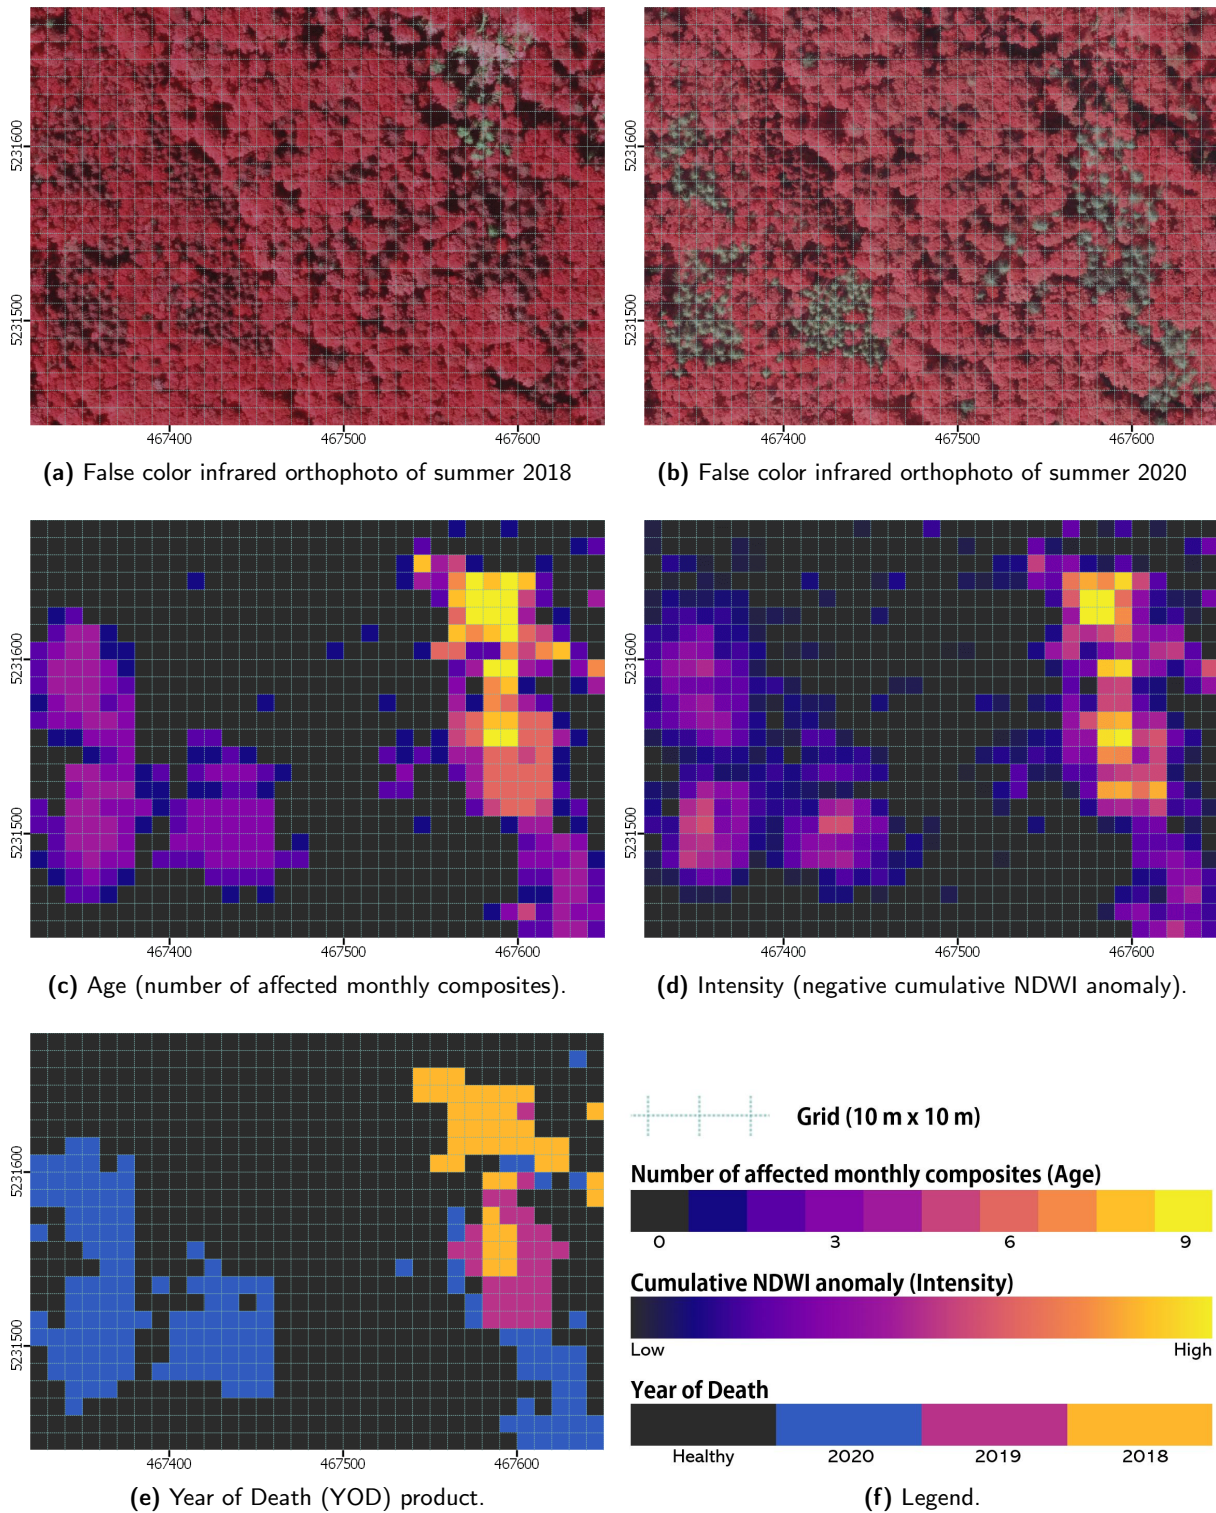 5231600
5231500
467400 467500 467600
(a) False color infrared orthophoto of summer 2018
5231600
5231500
467400 467500 467600
(b) False color infrared orthophoto of summer 2020
5231600
5231500
467400 467500 467600
(c) Age (number of affected monthly composites).
5231600
5231500
467400 467500 467600
(d) Intensity (negative cumulative NDWI anomaly).
5231600
5231500
467400 467500 467600
(e) Year of Death (YOD) product.
Grid (10 m x 10 m)
Number of affected monthly composites (Age)
0 3 6 9
Cumulative NDWI anomaly (Intensity)
Low High
Year of Death
Healthy 2020 2019 2018
(f) Legend.